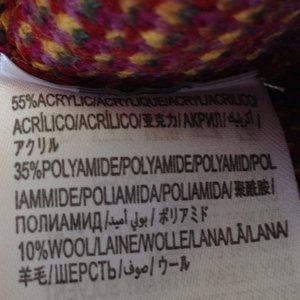 55%ACRYLIC/ACRYLIQUE/ACRYL/ACRILICO/
ACRÍLICO/ACRÍLICO/亚克力/АКРИЛ/أكريليك/
アクリル
35%POLYAMIDE/POLYAMIDE/POLYAMID/POL
IAMMIDE/POLIAMIDA/POLIAMIDA/聚酰胺/
ПОЛИАМИД/بولي أميد/ポリアミド
10%WOOL/LAINE/WOLLE/LANA/LÃ/LANA/
羊毛/ШЕРСТЬ/صوف/ウール